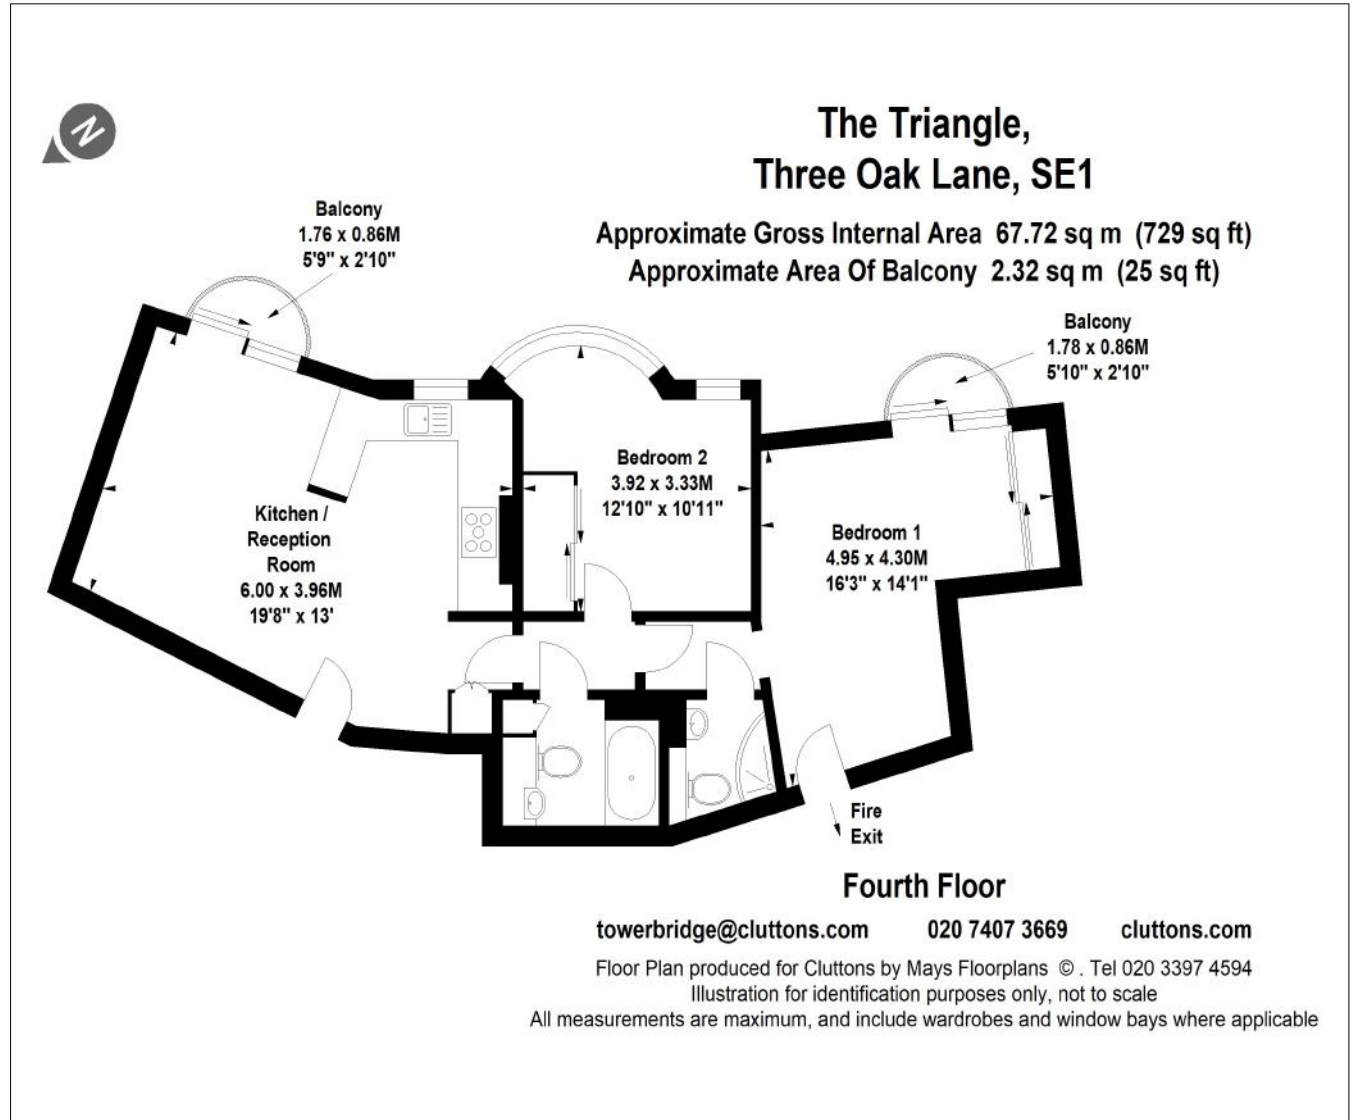 N
The Triangle,
Three Oak Lane, SE1
Approximate Gross Internal Area 67.72 sq m (729 sq ft)
Approximate Area Of Balcony 2.32 sq m (25 sq ft)
Balcony
1.76 x 0.86M
5'9" x 2'10"
Balcony
1.78 x 0.86M
5'10" x 2'10"
Bedroom 2
3.92 x 3.33M
12'10" x 10'11"
Kitchen /
Reception
Room
6.00 x 3.96M
19'8" x 13'
Bedroom 1
4.95 x 4.30M
16'3" x 14'1"
Fire
Exit
Fourth Floor
towerbridge@cluttons.com 020 7407 3669 cluttons.com
Floor Plan produced for Cluttons by Mays Floorplans © . Tel 020 3397 4594
Illustration for identification purposes only, not to scale
All measurements are maximum, and include wardrobes and window bays where applicable